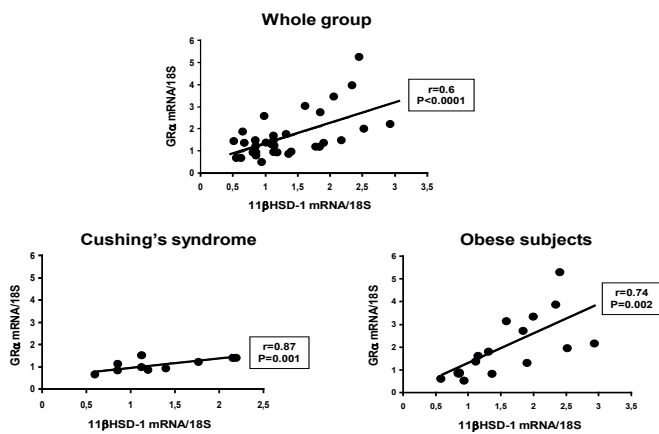 Whole group
GRα mRNA/18S
6
5
4
3
2
1
0
0 0,5 1 1,5 2 2,5 3 3,5
11βHSD-1 mRNA/18S
r=0.6
P<0.0001
Cushing's syndrome
GRα mRNA/18S
6
5
4
3
2
1
0
0 0,5 1 1,5 2 2,5
11βHSD-1 mRNA/18S
r=0.87
P=0.001
Obese subjects
GRα mRNA/18S
6
5
4
3
2
1
0
0 0,5 1 1,5 2 2,5 3 3,5
11βHSD-1 mRNA/18S
r=0.74
P=0.002